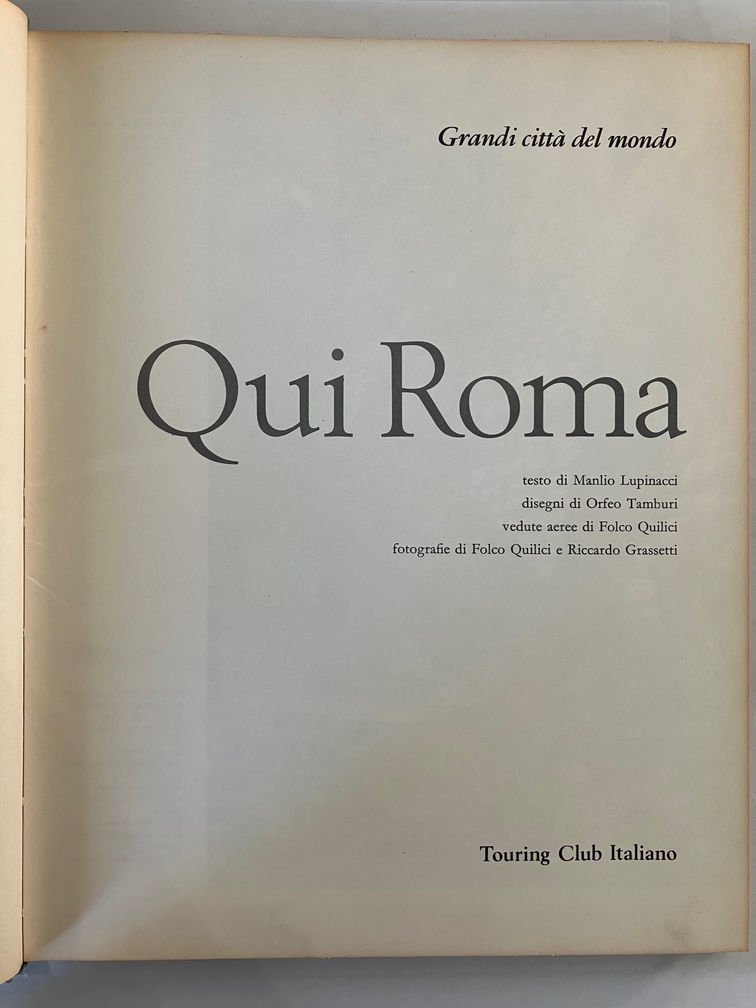 Grandi città del mondo
Qui Roma
testo di Manlio Lupinacci
disegni di Orfeo Tamburi
vedute aeree di Folco Quilici
fotografie di Folco Quilici e Riccardo Grassetti
Touring Club Italiano